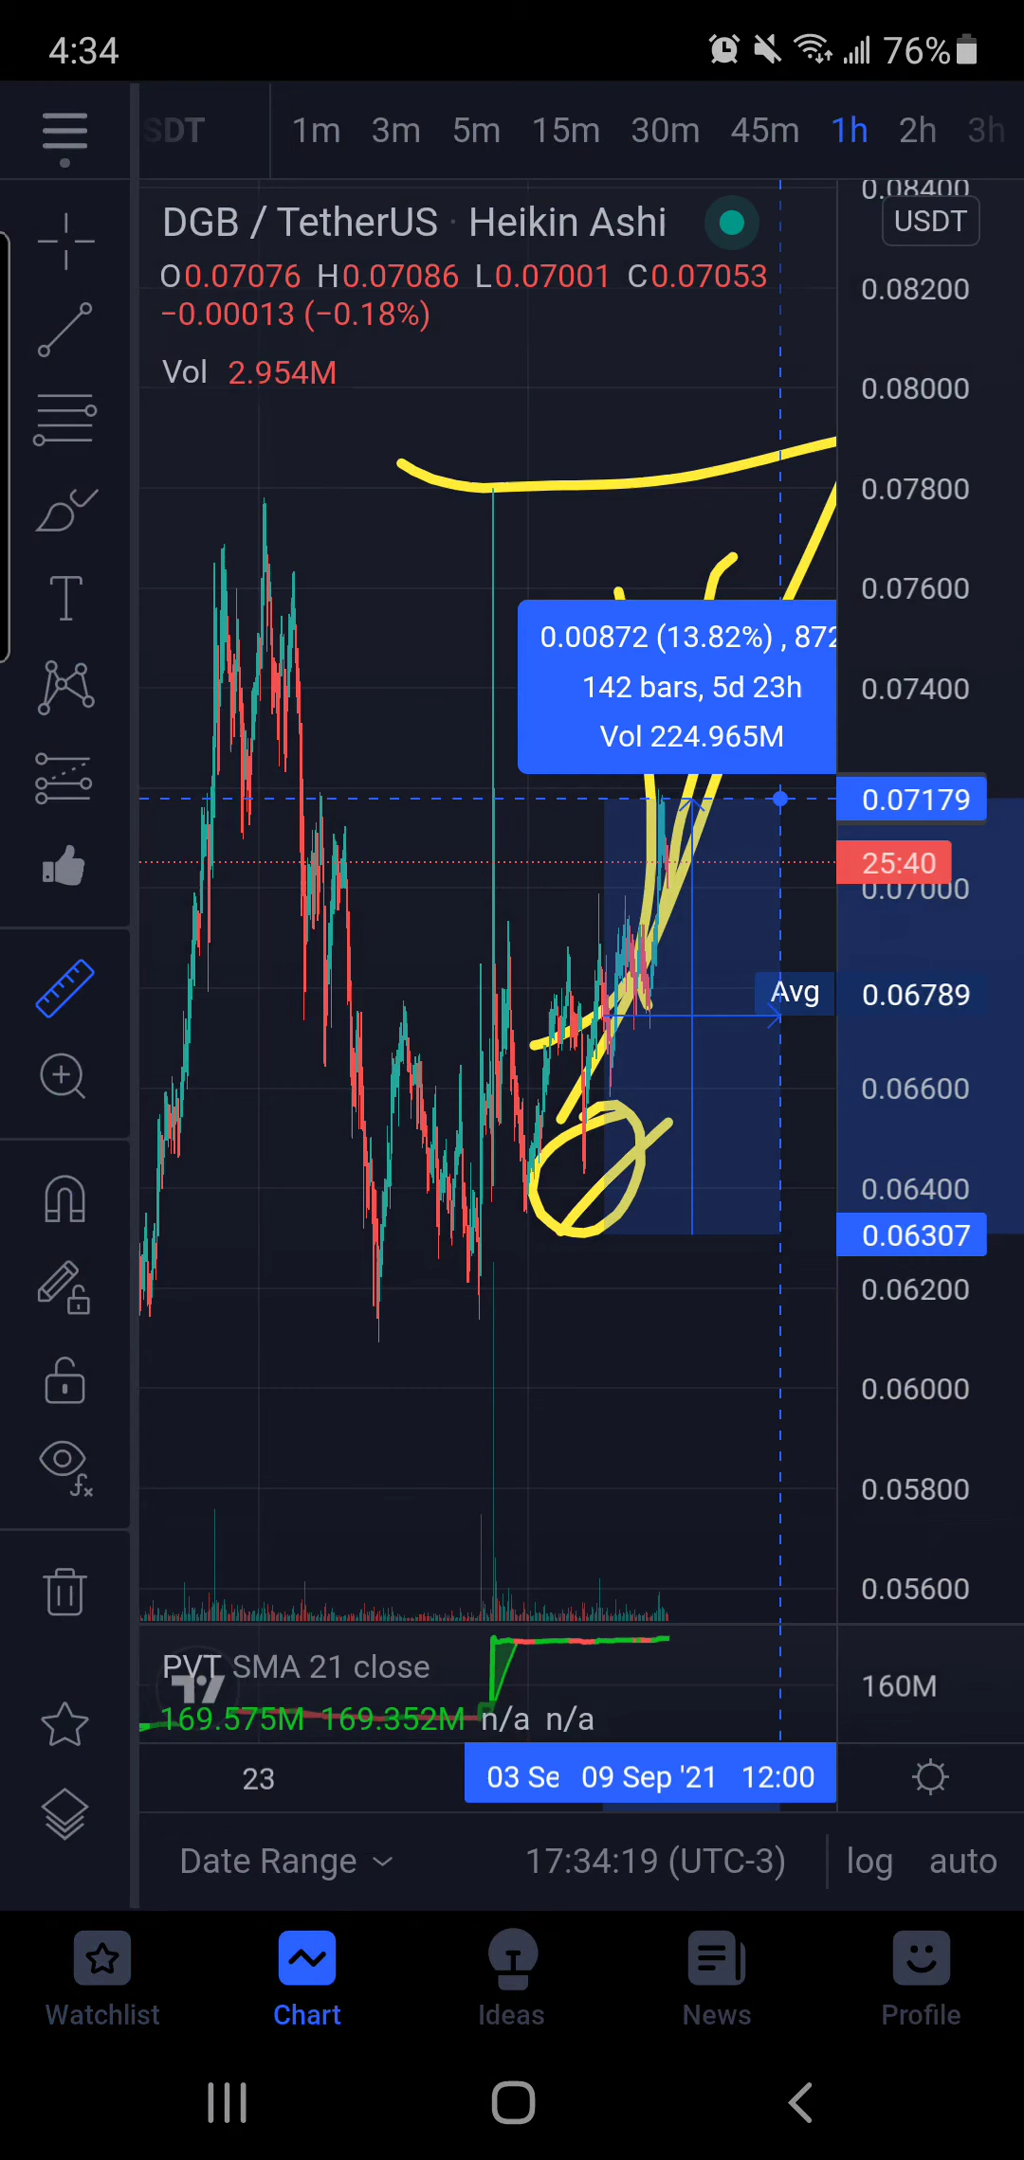 4:34 76%
SDT 1m 3m 5m 15m 30m 45m 1h 2h 3h
0.08400
DGB / TetherUS · Heikin Ashi USDT
O0.07076 H0.07086 L0.07001 C0.07053
−0.00013 (−0.18%)
0.08200
Vol 2.954M
0.08000
0.07800
0.07600
0.00872 (13.82%) , 872
142 bars, 5d 23h
0.07400
Vol 224.965M
0.07179
25:40
0.07000
Avg 0.06789
0.06600
0.06400
0.06307
0.06200
0.06000
0.05800
0.05600
PVT SMA 21 close
160M
169.575M 169.352M n/a n/a
23 03 Se 09 Sep '21 12:00
Date Range 17:34:19 (UTC-3) log auto
Watchlist Chart Ideas News Profile